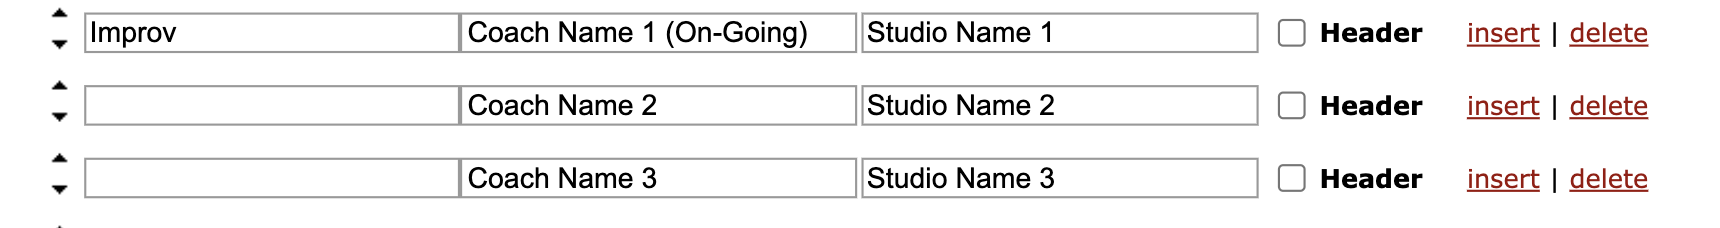 Improv Coach Name 1 (On-Going) Studio Name 1 Header insert | delete
Coach Name 2 Studio Name 2 Header insert | delete
Coach Name 3 Studio Name 3 Header insert | delete